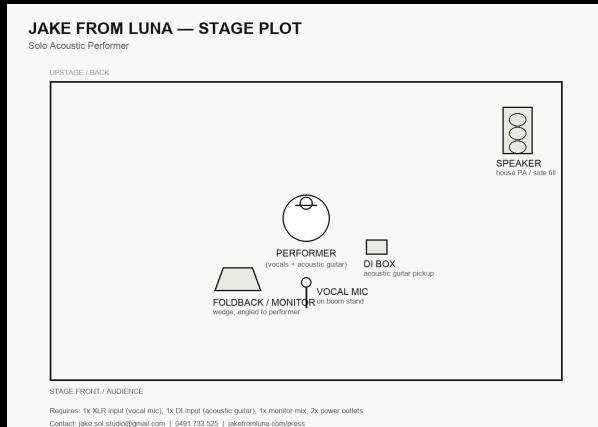 JAKE FROM LUNA — STAGE PLOT
Solo Acoustic Performer
UPSTAGE / BACK
SPEAKER
house PA / side fill
PERFORMER
(vocals + acoustic guitar)
DI BOX
acoustic guitar pickup
VOCAL MIC
on boom stand
FOLDBACK / MONITOR
wedge, angled to performer
STAGE FRONT / AUDIENCE
Requires: 1x XLR input (vocal mic), 1x DI input (acoustic guitar), 1x monitor mix, 2x power outlets
Contact: jake.sol.studio@gmail.com | 0491 733 525 | jakefromluna.com/press